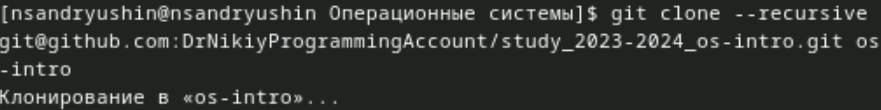 [nsandryushin@nsandryushin Операционные системы]$ git clone --recursive
git@github.com:DrNikiyProgrammingAccount/study_2023-2024_os-intro.git os
-intro
Клонирование в «os-intro»...